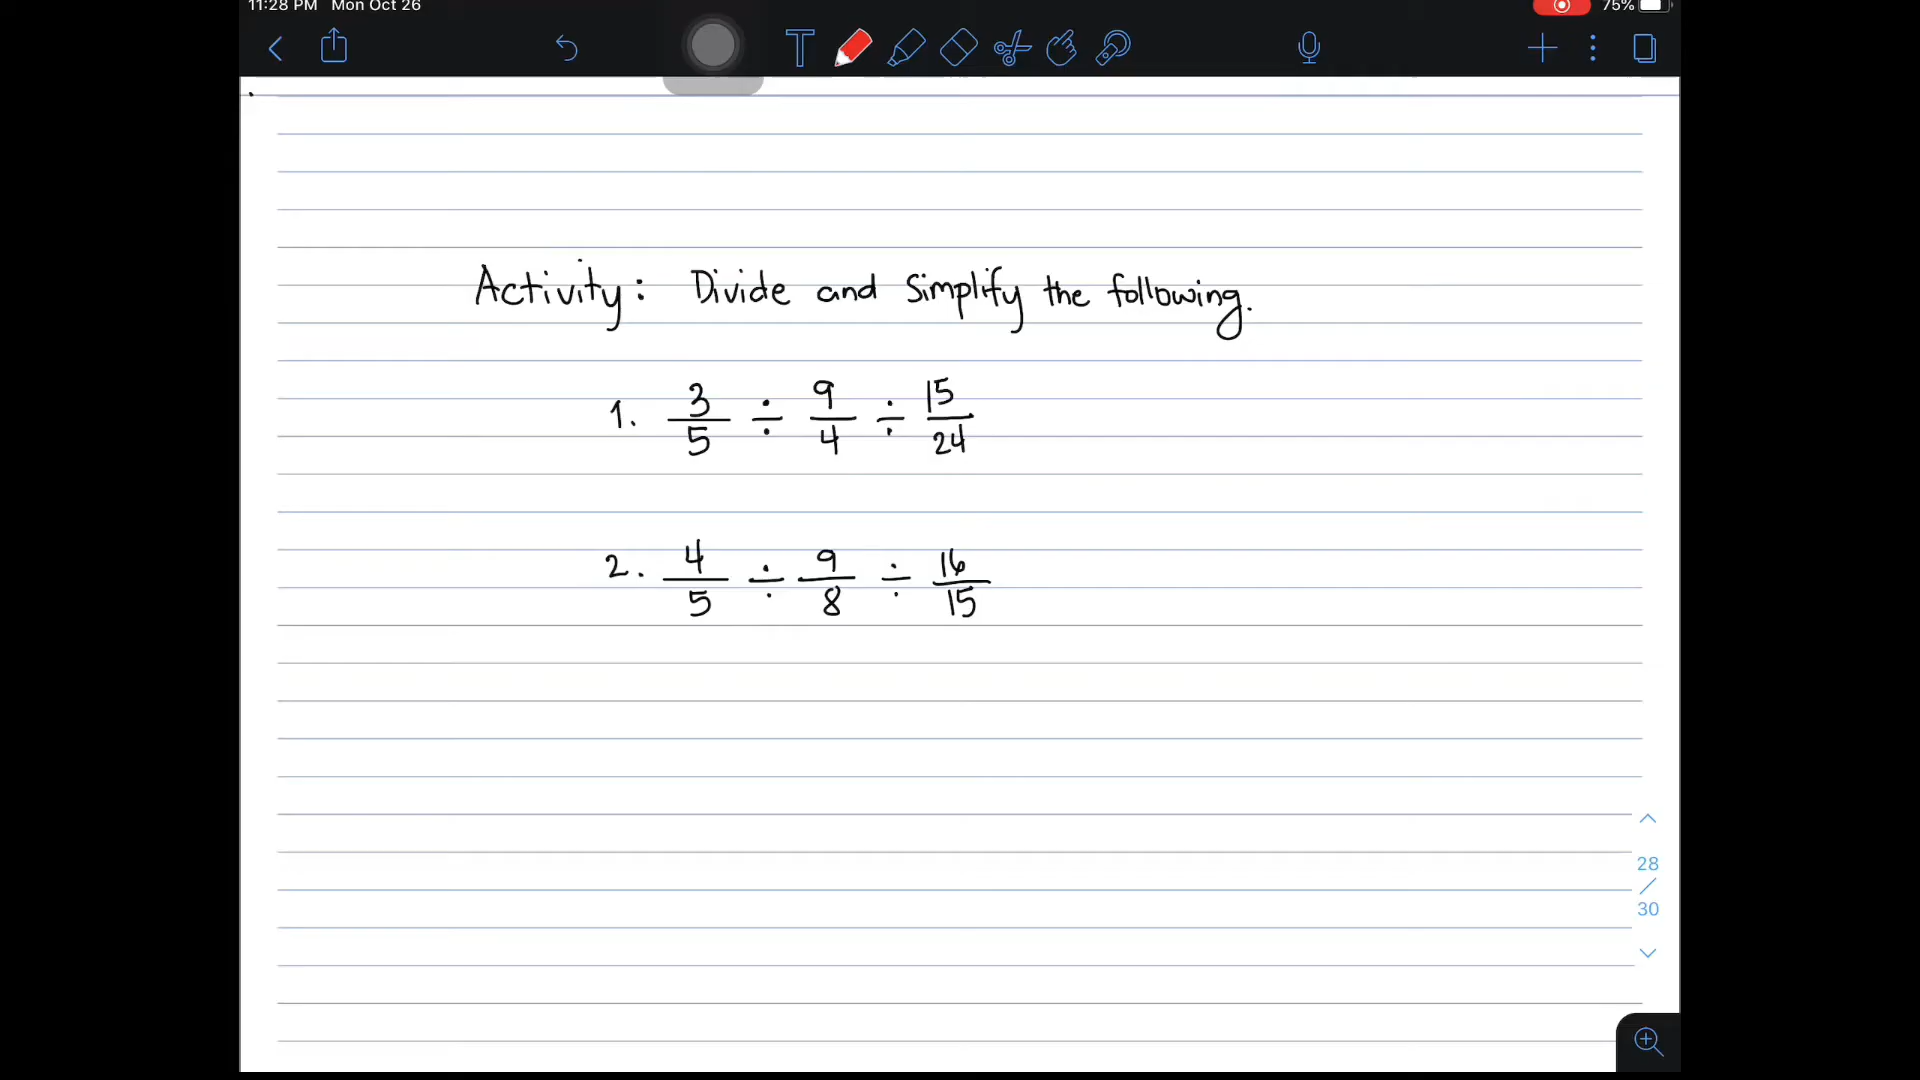 11:28 PM Mon Oct 26 75%
Activity: Divide and Simplify the following.
1. 3/5 ÷ 9/4 ÷ 15/24
2. 4/5 ÷ 9/8 ÷ 16/15
28
/
30